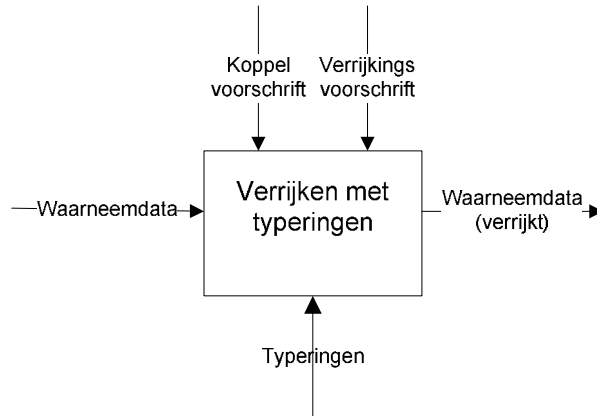 Koppel
voorschrift
Verrijkings
voorschrift
Waarneemdata
Verrijken met
typeringen
Waarneemdata
(verrijkt)
Typeringen